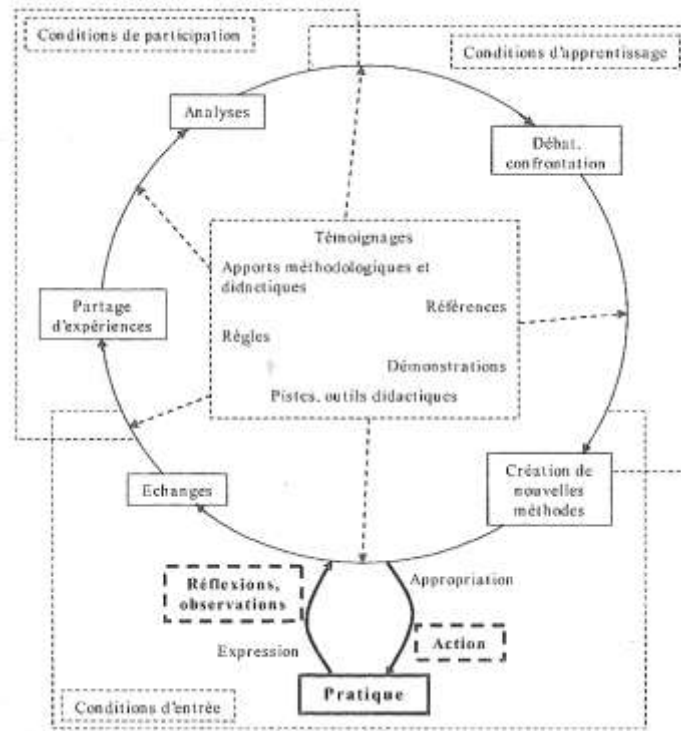 Conditions de participation
Conditions d'apprentissage
Analyses
Débat,
confrontation
Témoignages
Apports méthodologiques et
didactiques
Références
Partage
d'expériences
Règles
Démonstrations
Pistes, outils didactiques
Echanges
Création de
nouvelles
méthodes
Réflexions,
observations
Appropriation
Expression
Action
Pratique
Conditions d'entrée